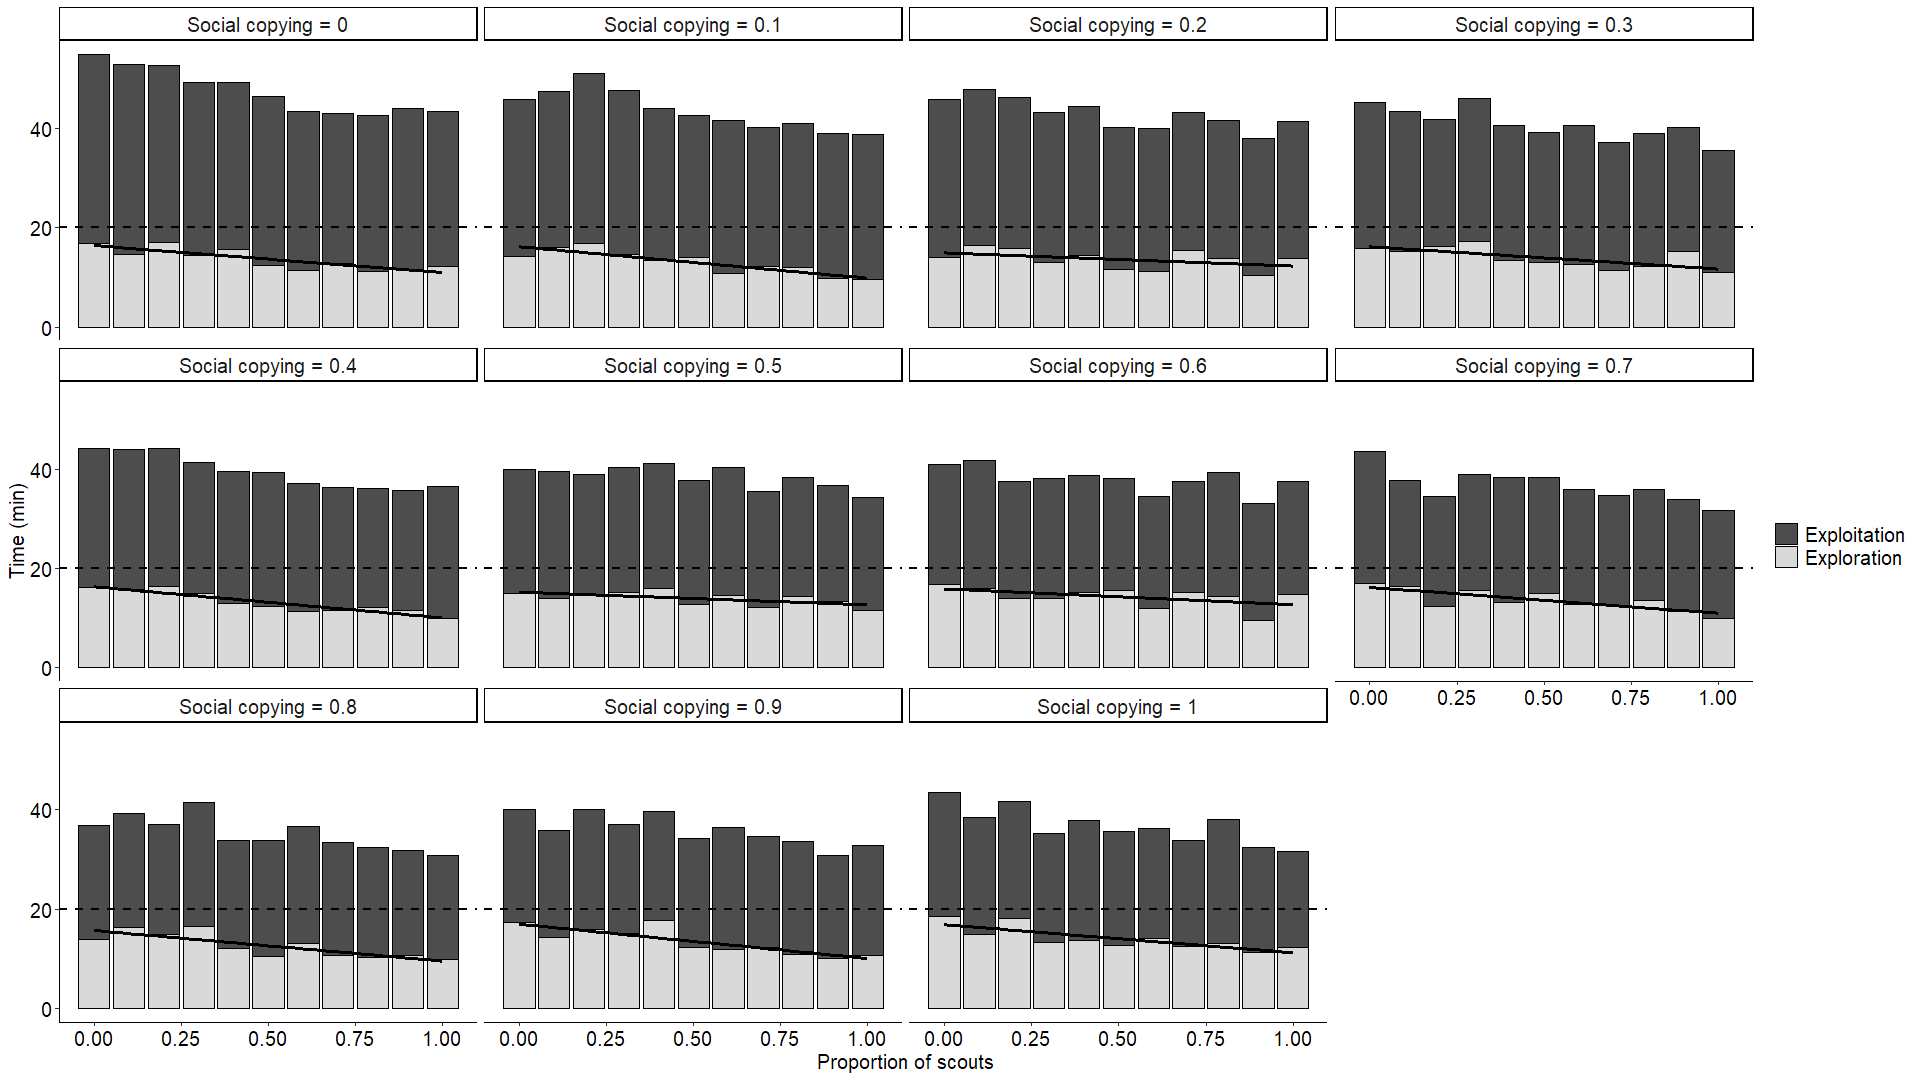 Social copying = 0
Social copying = 0.1
Social copying = 0.2
Social copying = 0.3
40
20
0
Social copying = 0.4
Social copying = 0.5
Social copying = 0.6
Social copying = 0.7
40
20
0
Time (min)
Exploitation
Exploration
0.00 0.25 0.50 0.75 1.00
Social copying = 0.8
Social copying = 0.9
Social copying = 1
40
20
0
0.00 0.25 0.50 0.75 1.00
0.00 0.25 0.50 0.75 1.00
0.00 0.25 0.50 0.75 1.00
Proportion of scouts